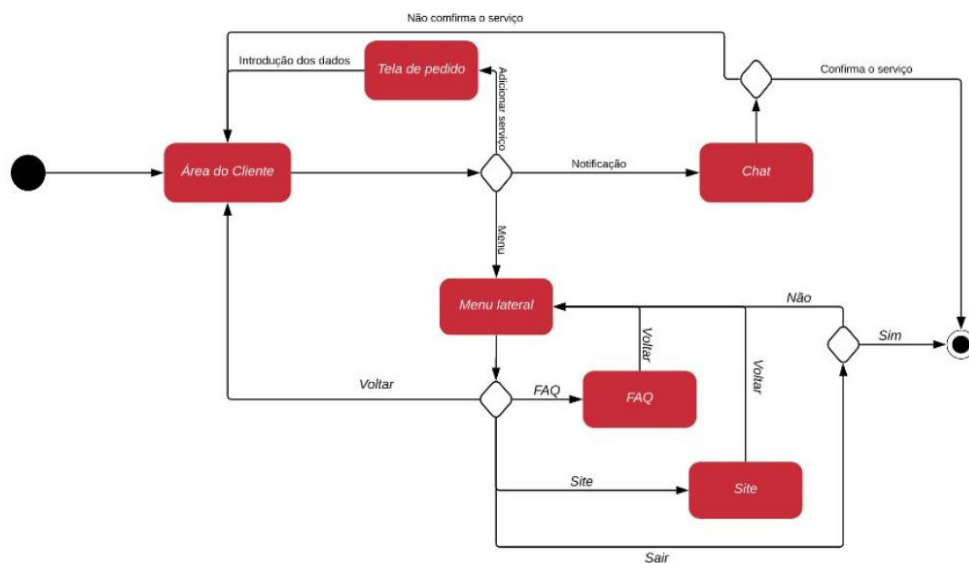 Não comfirma o serviço
Introdução dos dados
Tela de pedido
Adicionar serviço
Confirma o serviço
Área do Cliente
Notificação
Chat
Menu
Menu lateral
Não
Sim
Voltar
Voltar
Voltar
FAQ
FAQ
Site
Site
Sair